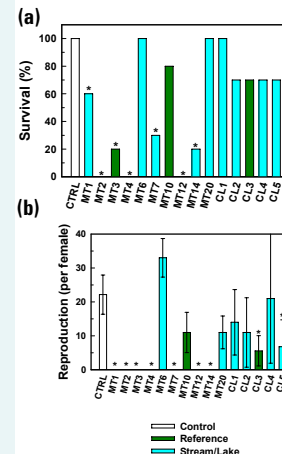 (a)
Survival (%)
120
100
80
60
40
20
0
* * * * * * *
CTRL MT1 MT2 MT3 MT4 MT6 MT7 MT10 MT12 MT14 MT20 CL1 CL2 CL3 CL4 CL5
(b)
Reproduction (per female)
40
30
20
10
0
* * * * * * * * *
CTRL MT1 MT2 MT3 MT4 MT6 MT7 MT10 MT12 MT14 MT20 CL1 CL2 CL3 CL4
Control
Reference
Stream/Lake